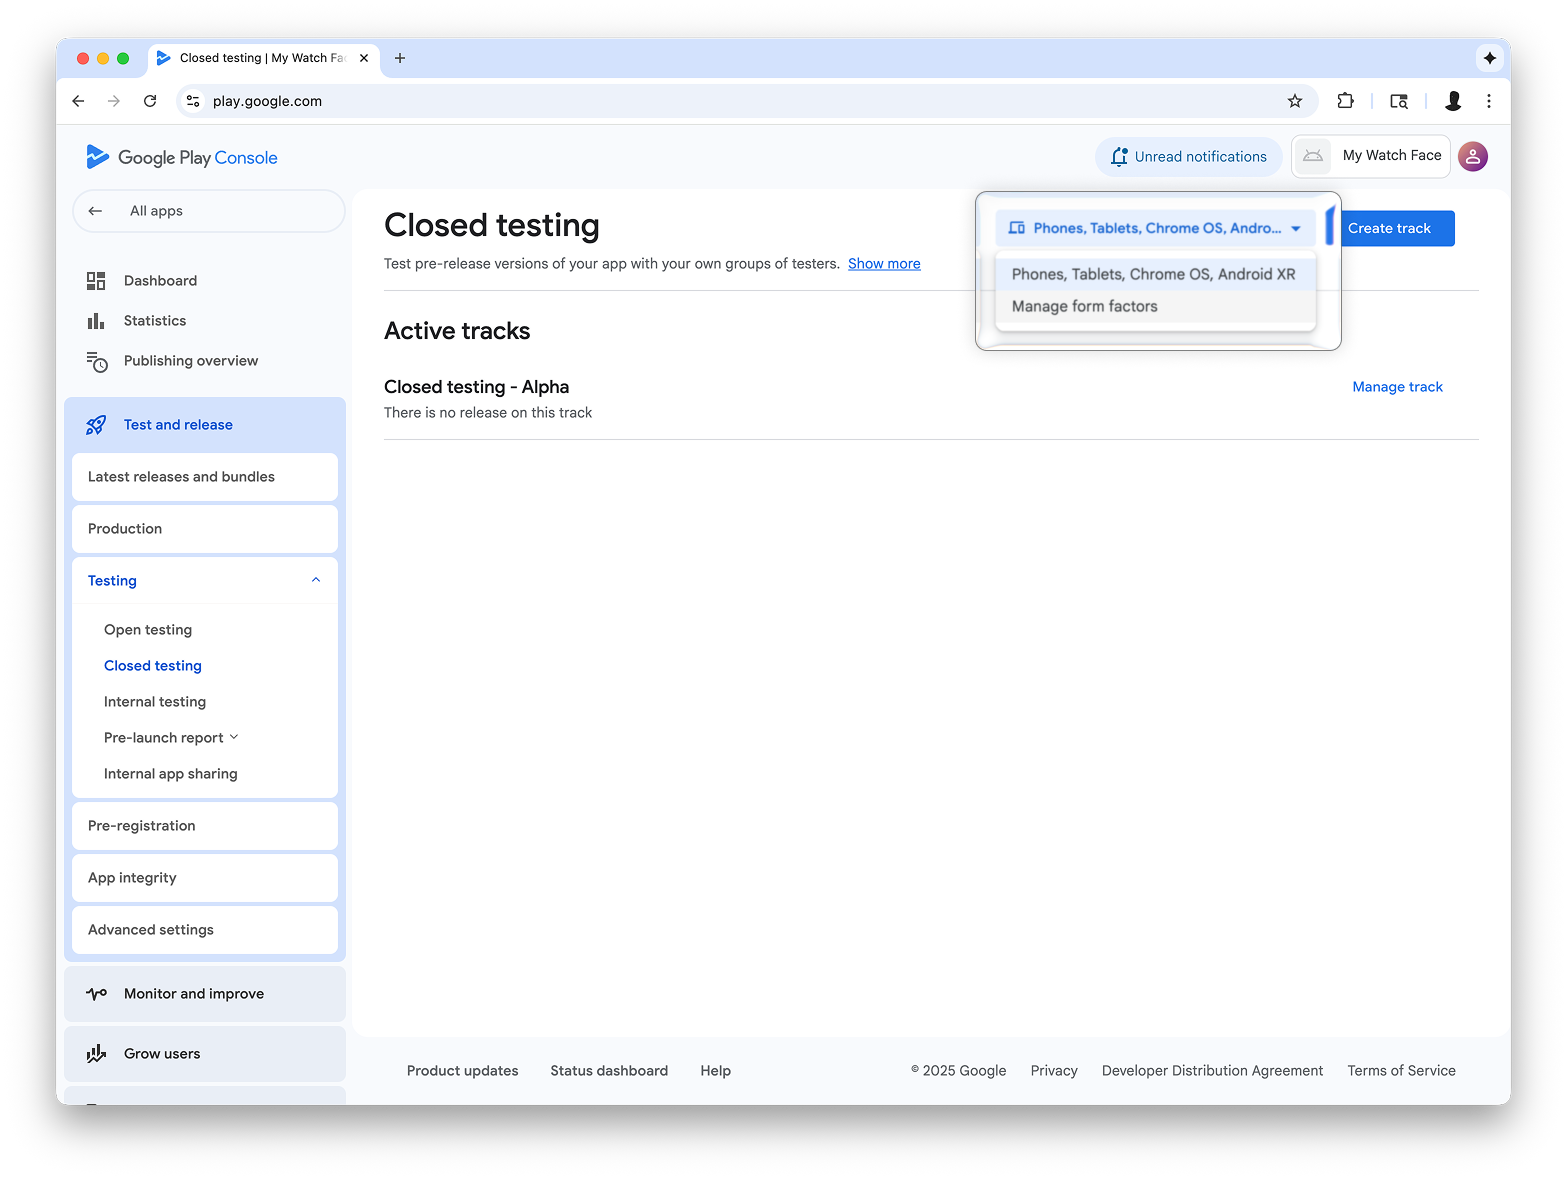 Closed testing | My Watch Fac
play.google.com
Google Play Console
Unread notifications
My Watch Face
All apps
Dashboard
Statistics
Publishing overview
Test and release
Latest releases and bundles
Production
Testing
Open testing
Closed testing
Internal testing
Pre-launch report
Internal app sharing
Pre-registration
App integrity
Advanced settings
Monitor and improve
Grow users
Closed testing
Test pre-release versions of your app with your own groups of testers. Show more
Phones, Tablets, Chrome OS, Andro...
Create track
Phones, Tablets, Chrome OS, Android XR
Manage form factors
Active tracks
Closed testing - Alpha
Manage track
There is no release on this track
Product updates
Status dashboard
Help
© 2025 Google
Privacy
Developer Distribution Agreement
Terms of Service